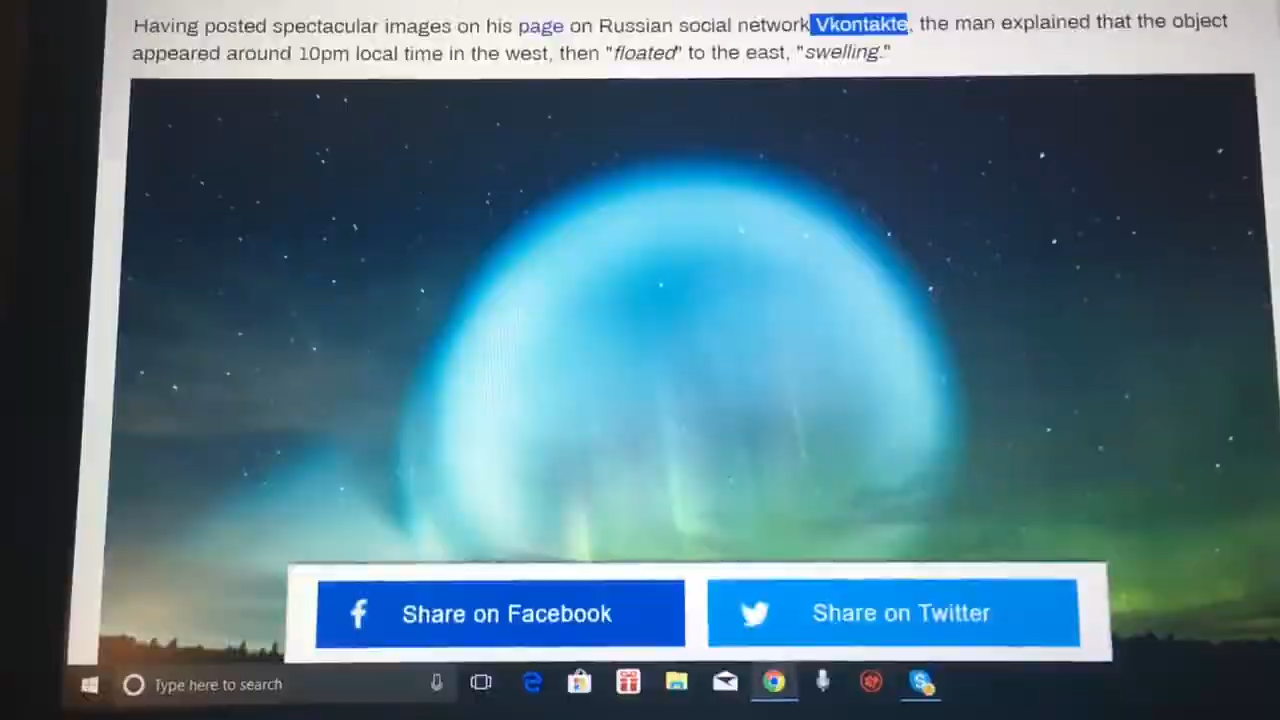 Having posted spectacular images on his page on Russian social network Vkontakte, the man explained that the object
appeared around 10pm local time in the west, then "floated" to the east, "swelling."
Share on Facebook
Share on Twitter
Type here to search